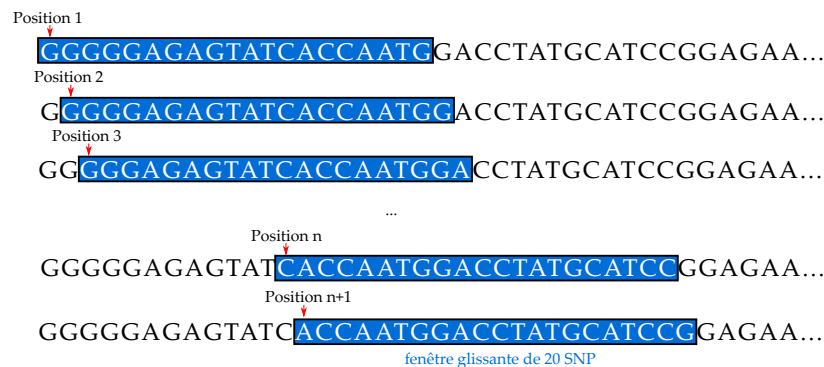 Position 1
GGGGGAGAGTATCACCAATGGACCTATGCATCCGGAGAA...
Position 2
GGGGGAGAGTATCACCAATGGACCTATGCATCCGGAGAA...
Position 3
GGGGGAGAGTATCACCAATGGACCTATGCATCCGGAGAA...
...
Position n
GGGGGAGAGTATCACCAATGGACCTATGCATCCGGAGAA...
Position n+1
GGGGGAGAGTATCACCAATGGACCTATGCATCCGGAGAA...
fenêtre glissante de 20 SNP